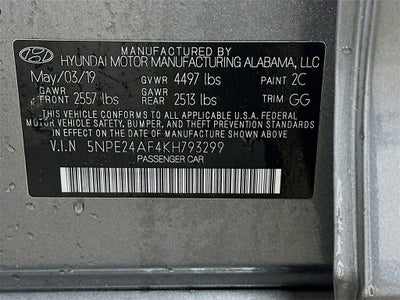 MANUFACTURED BY
HYUNDAI MOTOR MANUFACTURING ALABAMA, LLC
May/03/19 GVWR 4497 lbs PAINT 2C
GAWR FRONT 2557 lbs GAWR REAR 2513 lbs TRIM GG
THIS VEHICLE CONFORMS TO ALL APPLICABLE U.S.A. FEDERAL
MOTOR VEHICLE SAFETY, BUMPER, AND THEFT PREVENTION
STANDARDS IN EFFECT ON THE DATE OF MANUFACTURE SHOWN ABOVE.
V.I.N 5NPE24AF4KH793299
PASSENGER CAR